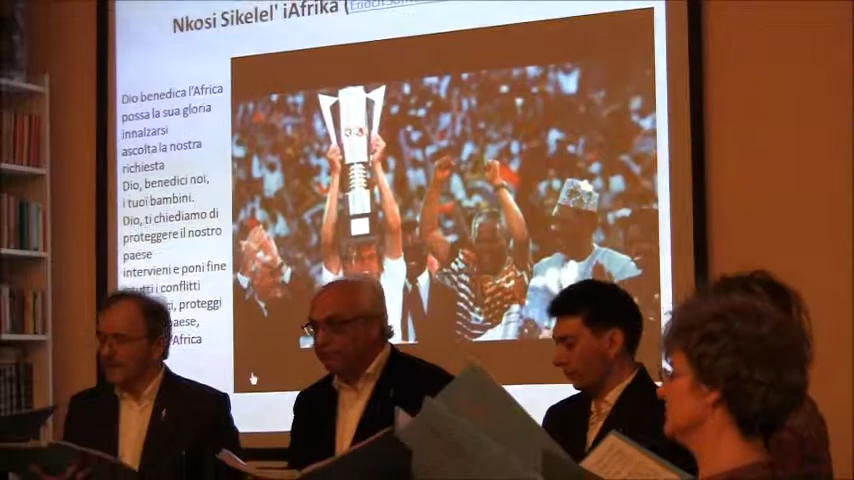 Nkosi Sikelel' iAfrika (Enoch
Dio benedica l'Africa
possa la sua gloria
innalzarsi
ascolta la nostra
richiesta
Dio, benedici noi,
i tuoi bambini.
Dio, ti chiediamo di
proteggere il nostro
paese
intervieni e poni fine
tutti i conflitti
proteggi
Africa